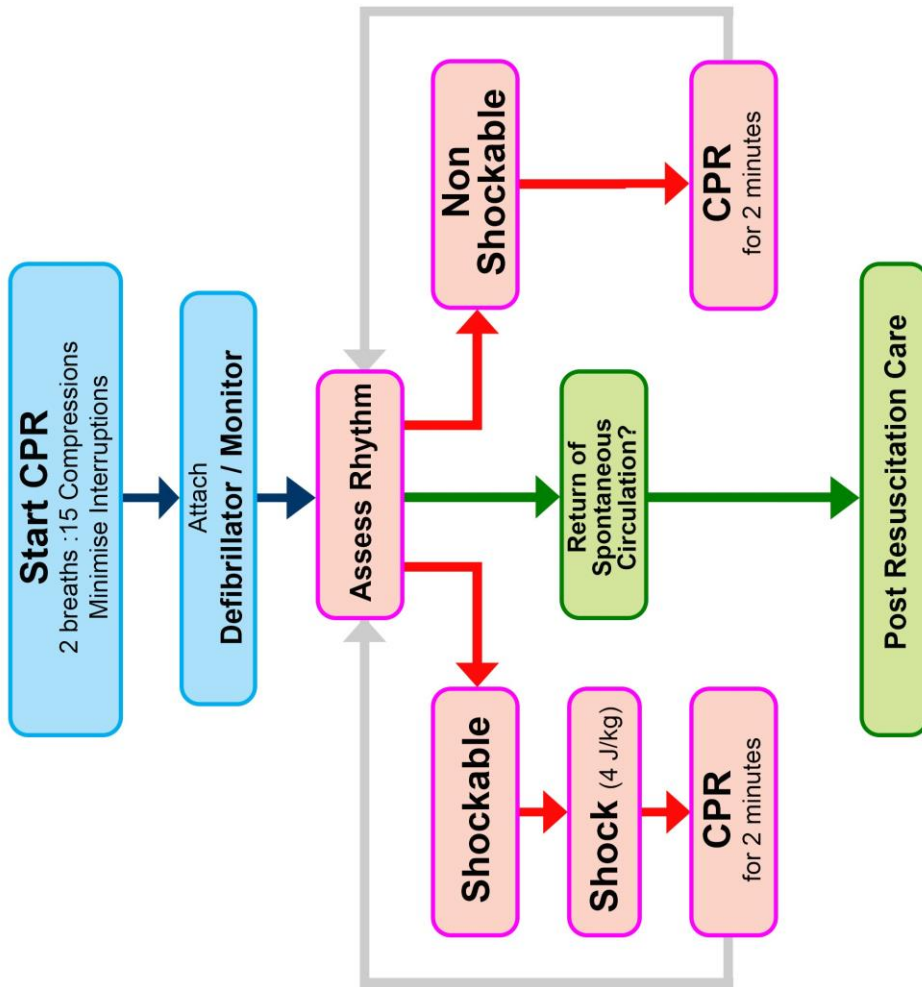 Start CPR
2 breaths :15 Compressions
Minimise Interruptions
Attach
Defibrillator / Monitor
Assess Rhythm
Shockable
Non
Shockable
Shock (4 J/kg)
Return of
Spontaneous
Circulation?
CPR
for 2 minutes
CPR
for 2 minutes
Post Resuscitation Care